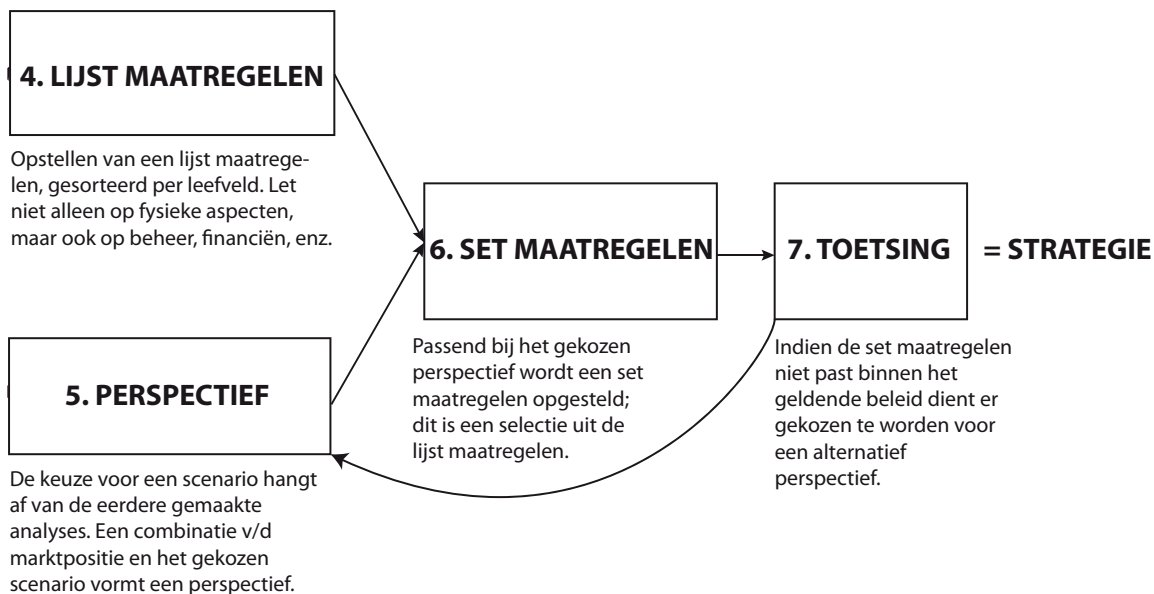 4. LIJST MAATREGELEN
Opstellen van een lijst maatrege-
len, gesorteerd per leefveld. Let
niet alleen op fysieke aspecten,
maar ook op beheer, financiën, enz.
5. PERSPECTIEF
De keuze voor een scenario hangt
af van de eerdere gemaakte
analyses. Een combinatie v/d
marktpositie en het gekozen
scenario vormt een perspectief.
6. SET MAATREGELEN
Passend bij het gekozen
perspectief wordt een set
maatregelen opgesteld;
dit is een selectie uit de
lijst maatregelen.
7. TOETSING
Indien de set maatregelen
niet past binnen het
geldende beleid dient er
gekozen te worden voor
een alternatief
perspectief.
= STRATEGIE